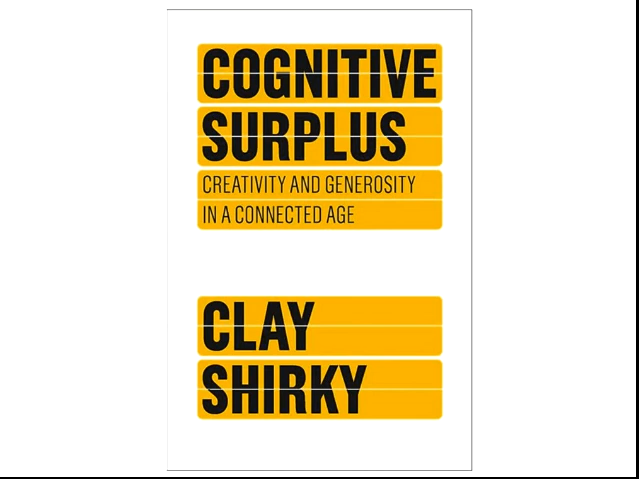 COGNITIVE
SURPLUS
CREATIVITY AND GENEROSITY
IN A CONNECTED AGE
CLAY
SHIRKY